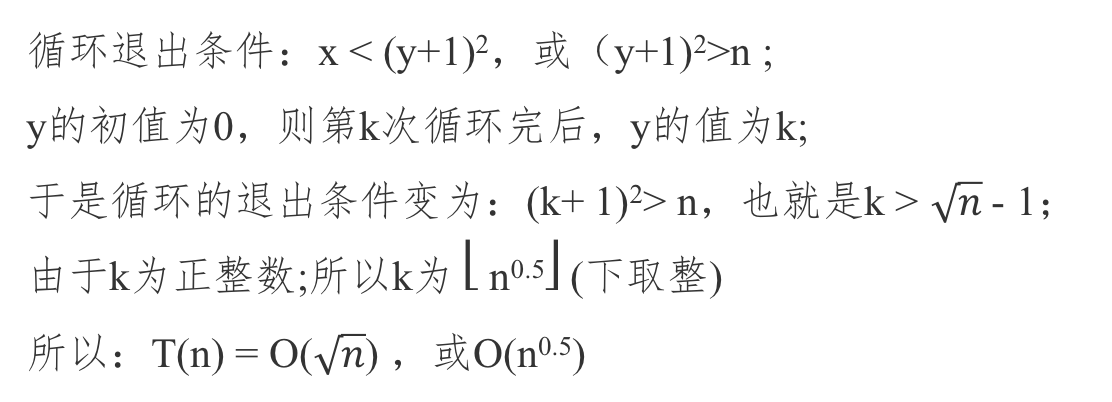 循环退出条件：x < (y+1)²，或（y+1)²>n ;
y的初值为0，则第k次循环完后，y的值为k;
于是循环的退出条件变为：(k+ 1)²> n，也就是k > √n - 1；
由于k为正整数;所以k为⌊ n^0.5⌋ (下取整)
所以：T(n) = O(√n) ，或O(n^0.5)